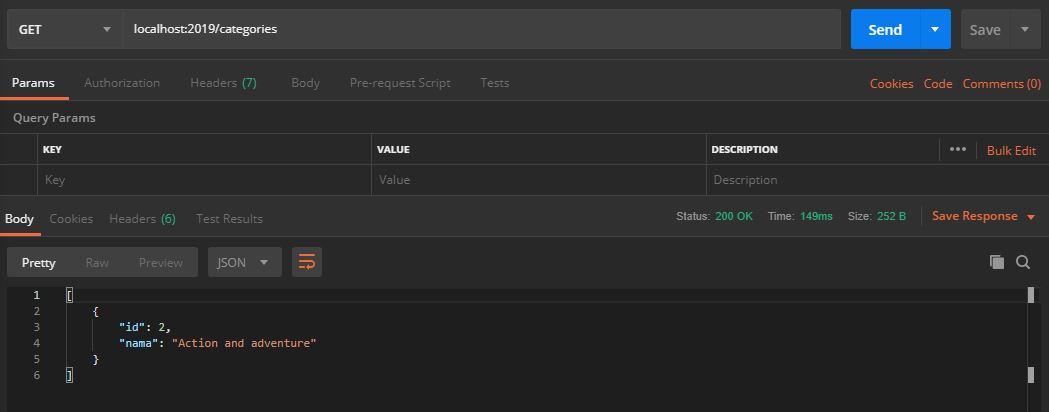 GET localhost:2019/categories Send Save
Params Authorization Headers (7) Body Pre-request Script Tests Cookies Code Comments (0)
Query Params
KEY VALUE DESCRIPTION ••• Bulk Edit
Key Value Description
Body Cookies Headers (6) Test Results Status: 200 OK Time: 149ms Size: 252 B Save Response
Pretty Raw Preview JSON
1 [
2 {
3 "id": 2,
4 "nama": "Action and adventure"
5 }
6 ]